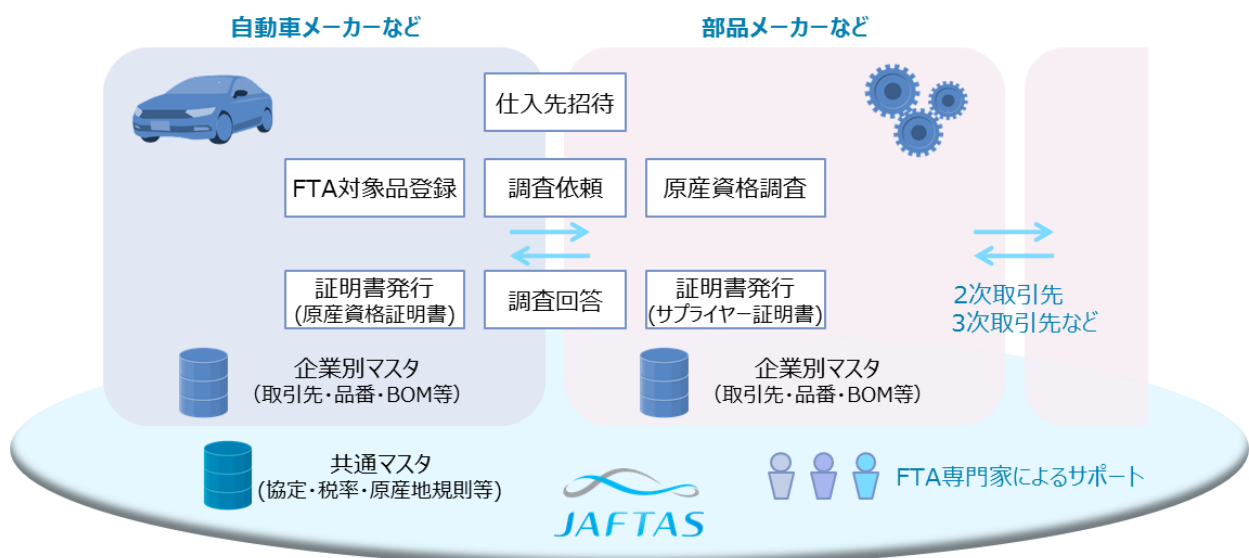 自動車メーカーなど
部品メーカーなど
仕入先招待
FTA対象品登録
調査依頼
原産資格調査
証明書発行
(原産資格証明書)
調査回答
証明書発行
(サプライヤー証明書)
2次取引先
3次取引先など
企業別マスタ
(取引先・品番・BOM等)
企業別マスタ
(取引先・品番・BOM等)
共通マスタ
(協定・税率・原産地規則等)
JAFTAS
FTA専門家によるサポート